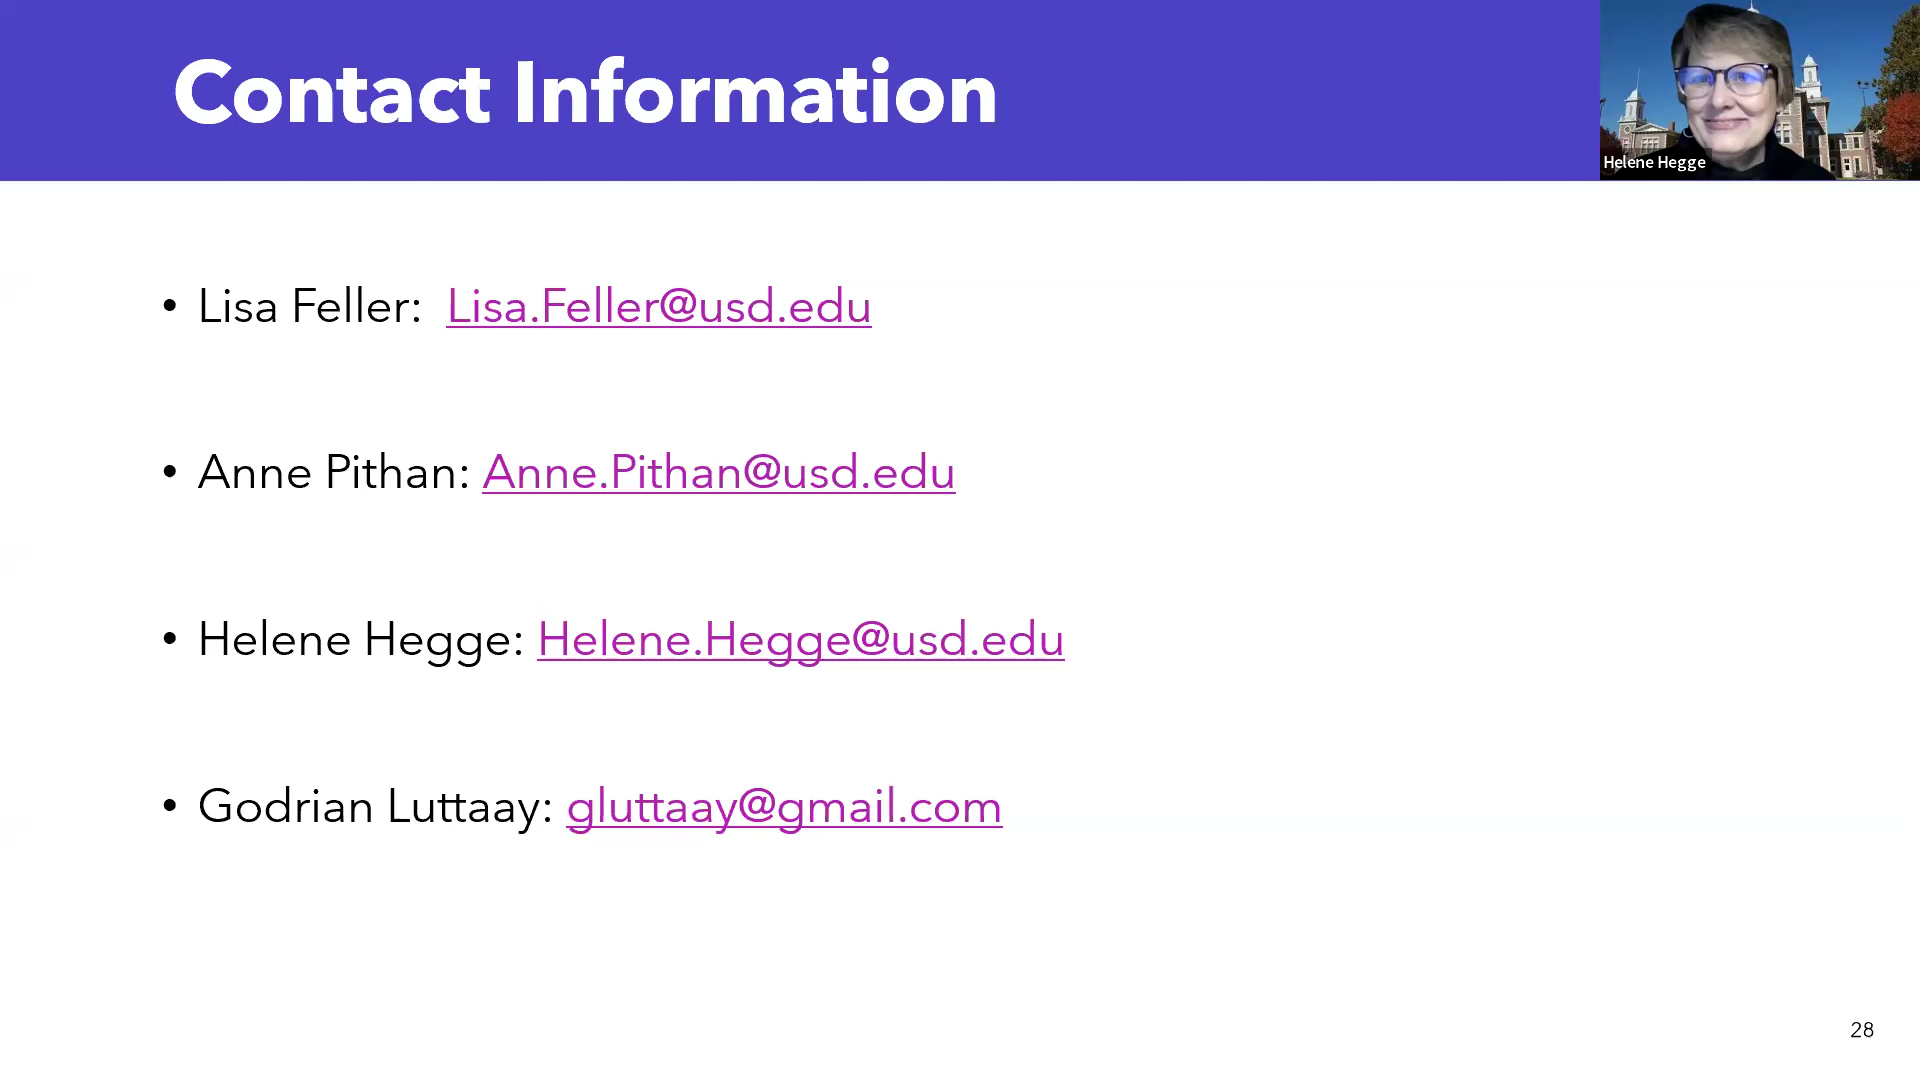 Contact Information
Helene Hegge
• Lisa Feller:  Lisa.Feller@usd.edu
• Anne Pithan: Anne.Pithan@usd.edu
• Helene Hegge: Helene.Hegge@usd.edu
• Godrian Luttaay: gluttaay@gmail.com
28